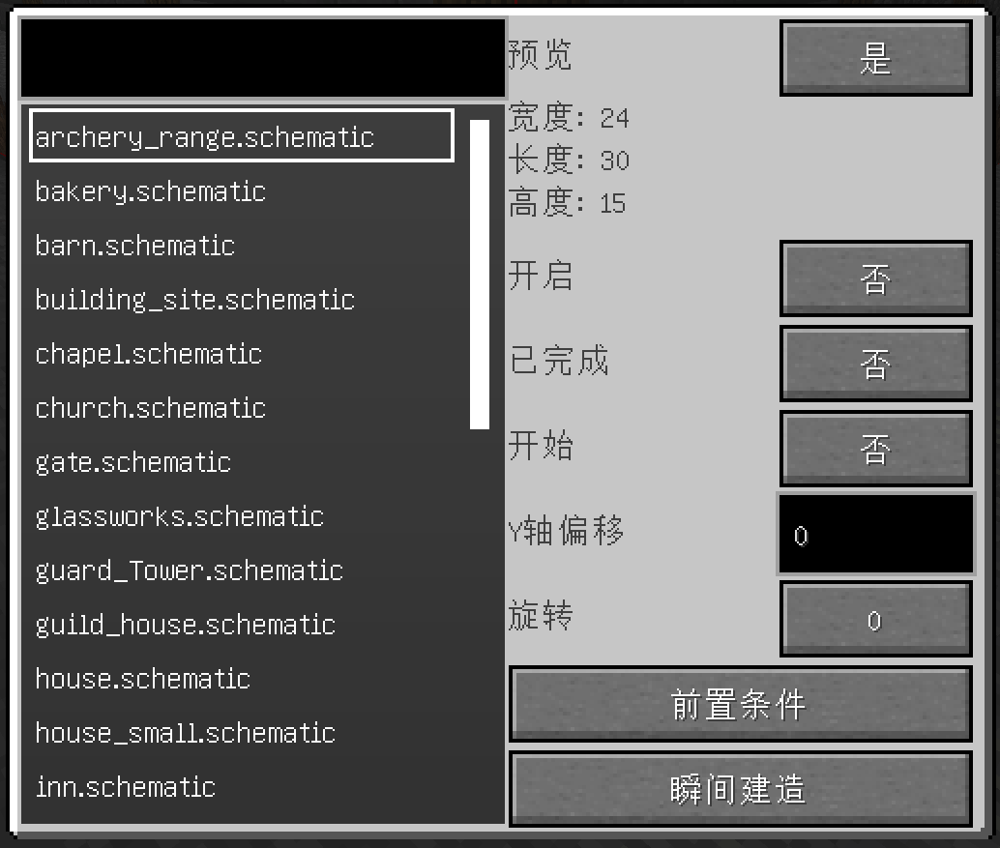 archery_range.schematic
bakery.schematic
barn.schematic
building_site.schematic
chapel.schematic
church.schematic
gate.schematic
glassworks.schematic
guard_Tower.schematic
guild_house.schematic
house.schematic
house_small.schematic
inn.schematic
预览 是
宽度: 24
长度: 30
高度: 15
开启 否
已完成 否
开始 否
Y轴偏移 0
旋转 0
前置条件
瞬间建造